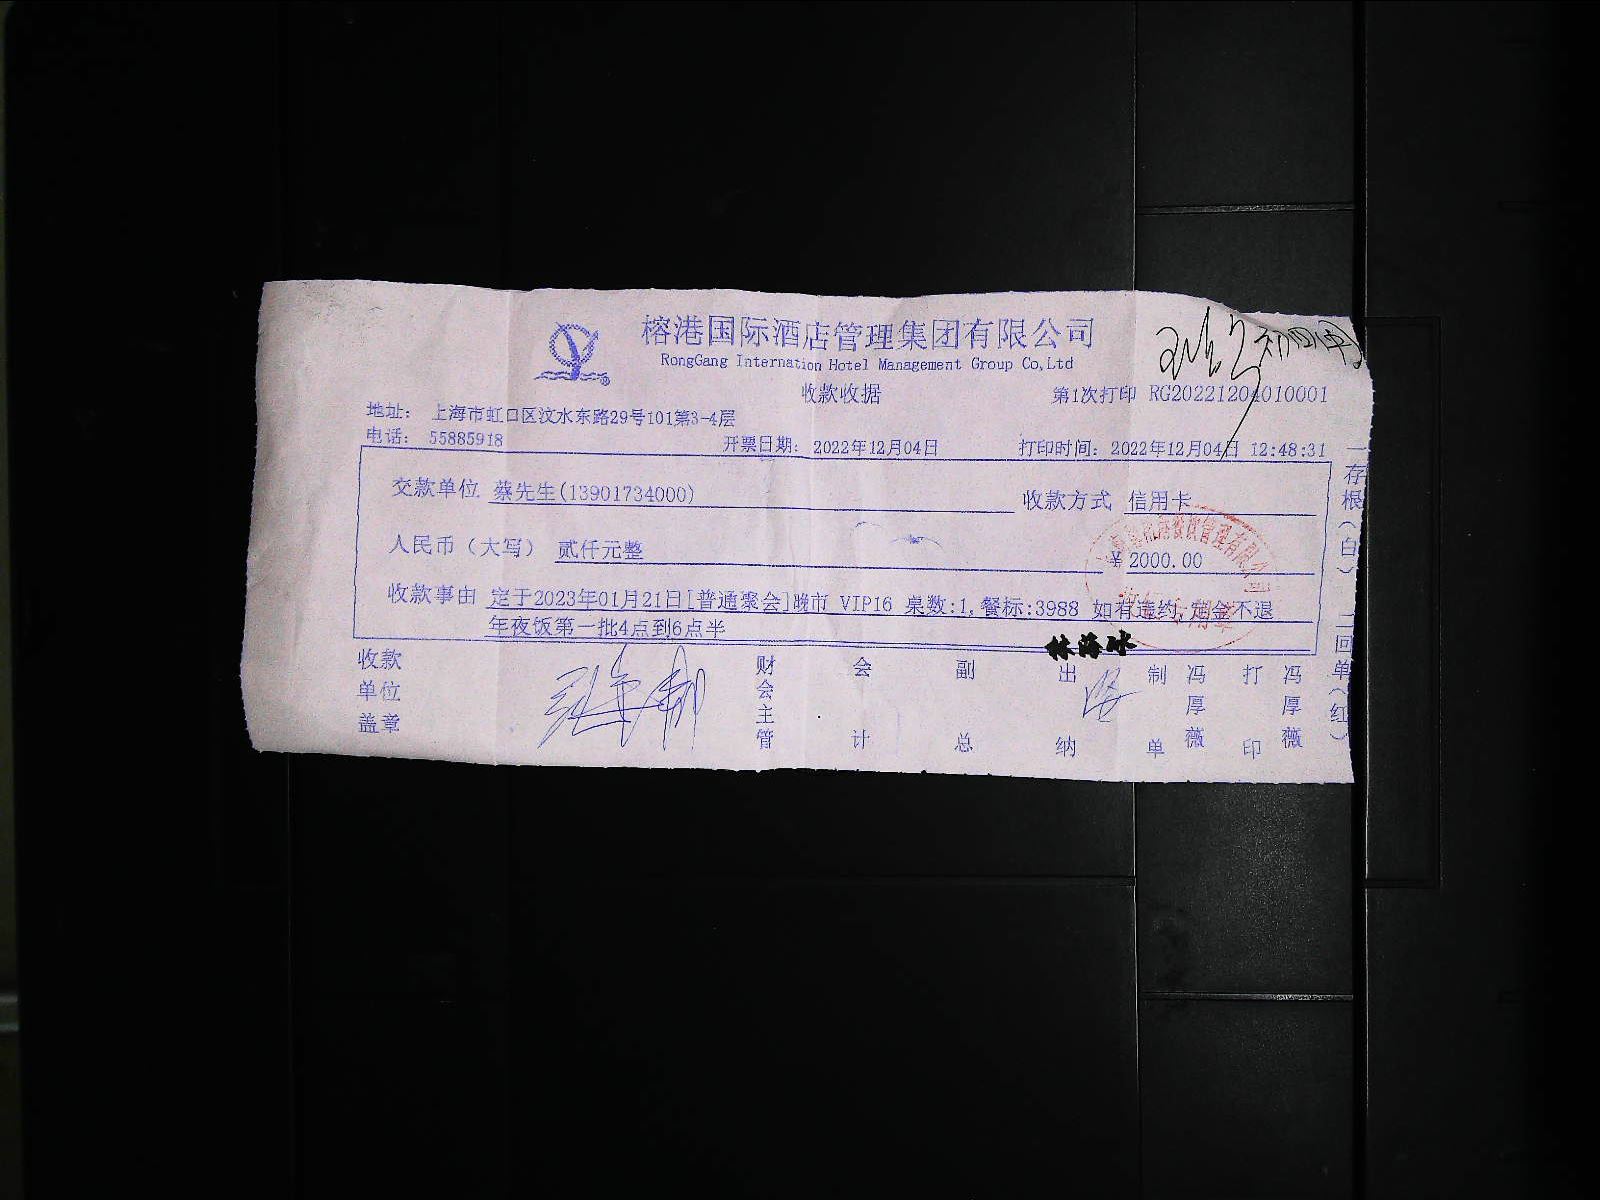 榕港国际酒店管理集团有限公司
RongGang Internation Hotel Management Group Co,Ltd
收款收据
第1次打印 RG20221204010001
地址: 上海市虹口区汶水东路29号101第3-4层
电话: 55885918
开票日期: 2022年12月04日
打印时间: 2022年12月04日 12:48:31
交款单位 蔡先生(13901734000)
收款方式 信用卡
人民币(大写) 贰仟元整
¥ 2000.00
收款事由 定于2023年01月21日[普通聚会]晚市 VIP16 桌数:1,餐标:3988 如有违约,定金不退
年夜饭第一批4点到6点半
一存根(白) 二回单(红)
林海冰
收款单位盖章
财会主管
会计
副总
出纳
制单 冯厚薇
打印 冯厚薇